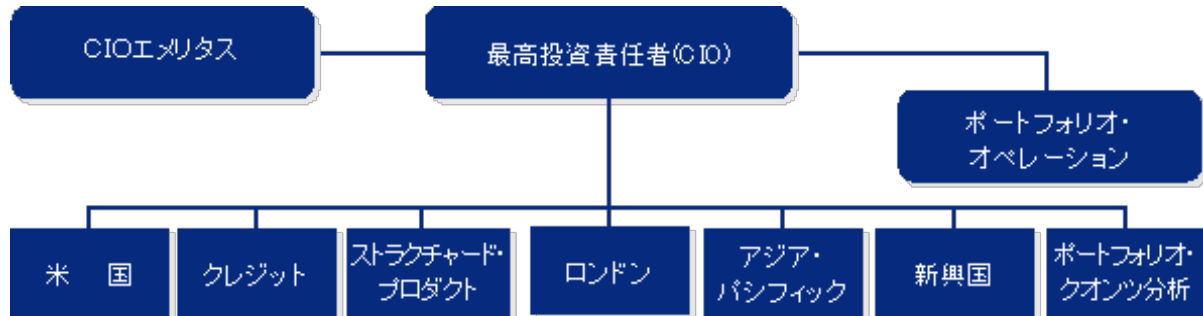 CIOエメリタス
最高投資責任者(CIO)
ポートフォリオ・
オペレーション
米　国
クレジット
ストラクチャード・
プロダクト
ロンドン
アジア・
パシフィック
新興国
ポートフォリオ・
クオンツ分析